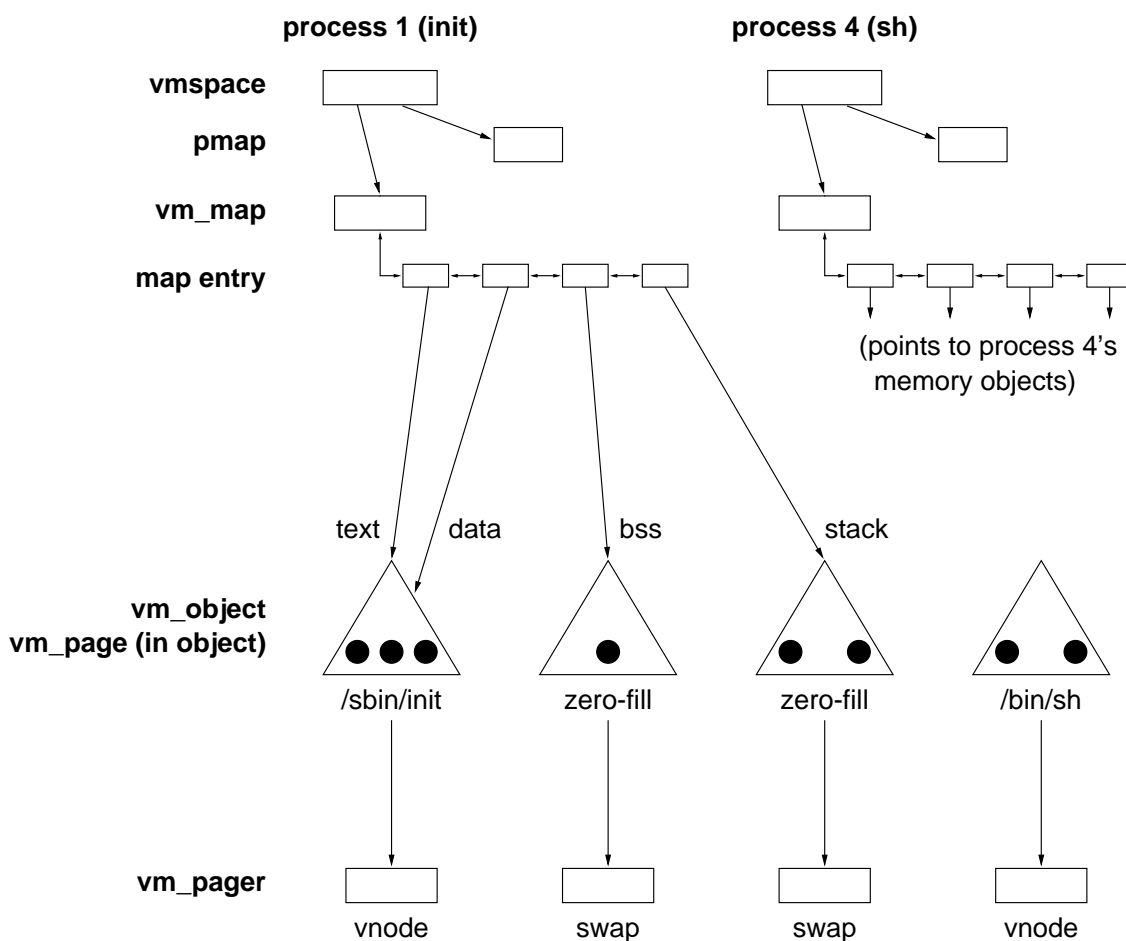 process 1 (init)
process 4 (sh)
vmspace
pmap
vm_map
map entry
(points to process 4's
memory objects)
text
data
bss
stack
vm_object
vm_page (in object)
/sbin/init
zero-fill
zero-fill
/bin/sh
vm_pager
vnode
swap
swap
vnode